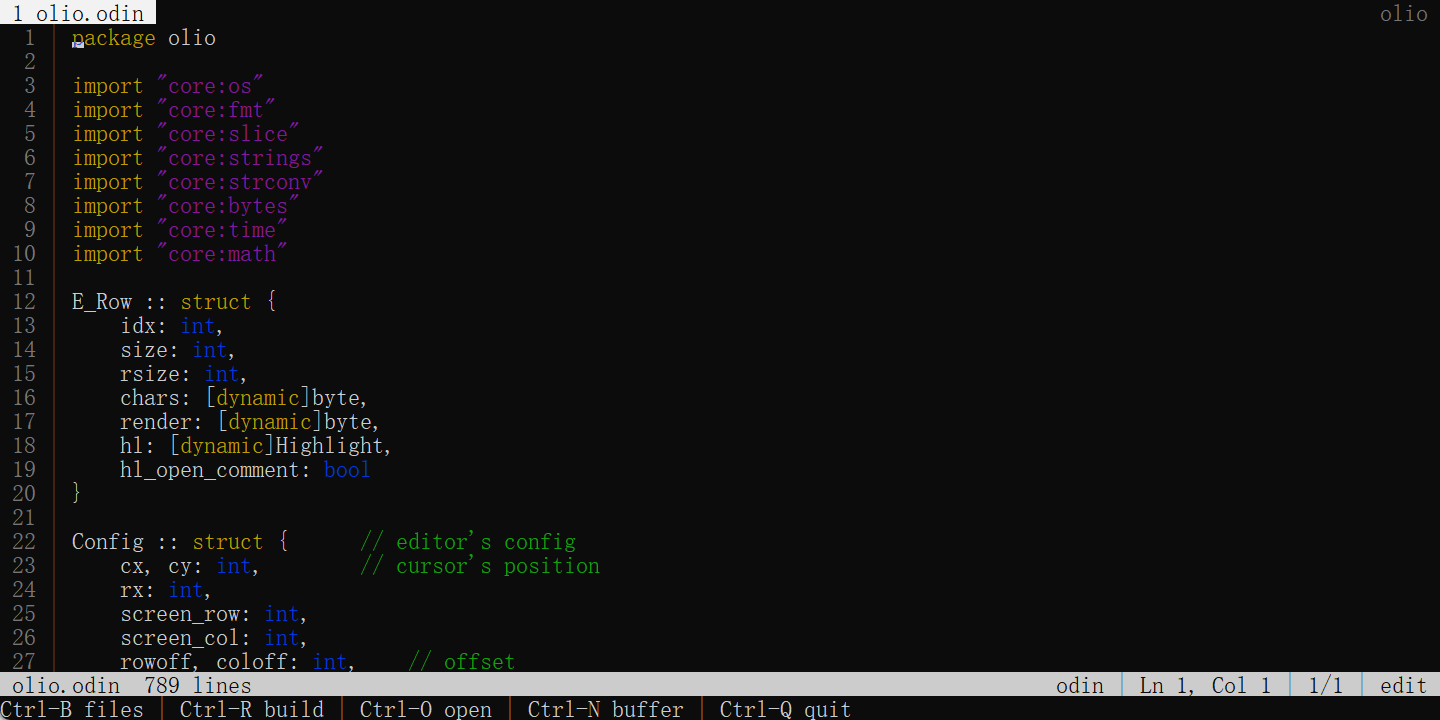 1 olio.odin olio
1 package olio
2
3 import "core:os"
4 import "core:fmt"
5 import "core:slice"
6 import "core:strings"
7 import "core:strconv"
8 import "core:bytes"
9 import "core:time"
10 import "core:math"
11
12 E_Row :: struct {
13     idx: int,
14     size: int,
15     rsize: int,
16     chars: [dynamic]byte,
17     render: [dynamic]byte,
18     hl: [dynamic]Highlight,
19     hl_open_comment: bool
20 }
21
22 Config :: struct {      // editor's config
23     cx, cy: int,        // cursor's position
24     rx: int,
25     screen_row: int,
26     screen_col: int,
27     rowoff, coloff: int,    // offset
olio.odin  789 lines odin │ Ln 1, Col 1 │ 1/1 │ edit
Ctrl-B files │ Ctrl-R build │ Ctrl-O open │ Ctrl-N buffer │ Ctrl-Q quit